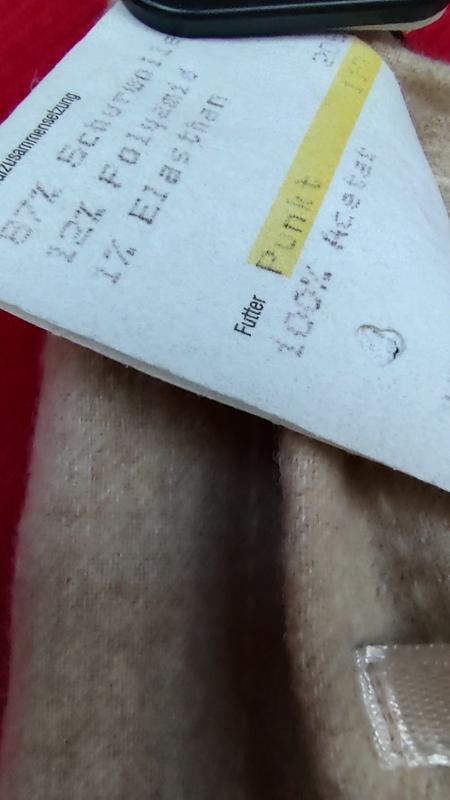 zusammensetzung
87% Schurwolle
12% Polyamid
1% Elasthan
Punkt
Futter
100% Acetat